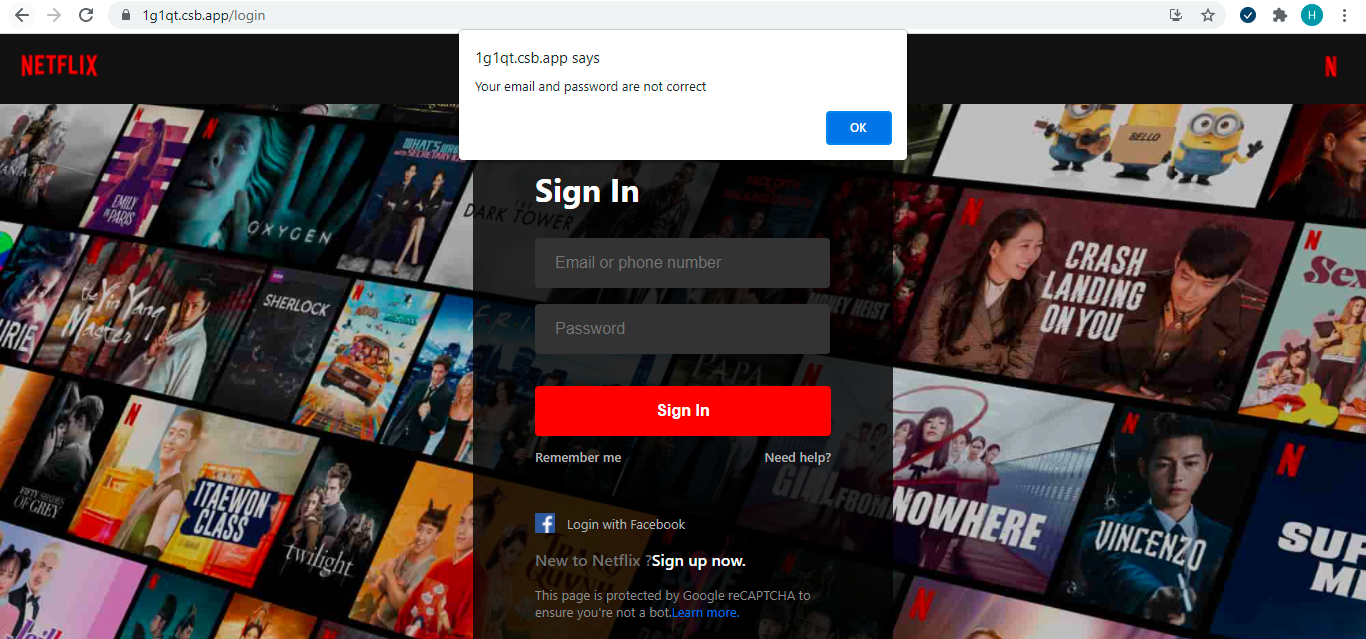 1g1qt.csb.app/login
H
NETFLIX
N
1g1qt.csb.app says
Your email and password are not correct
OK
Sign In
Email or phone number
Password
Sign In
Remember me
Need help?
Login with Facebook
New to Netflix ?Sign up now.
This page is protected by Google reCAPTCHA to
ensure you're not a bot.Learn more.
EMILY
IN PARIS
OXYGEN
WHAT'S WRONG
WITH SECRETARY KIM
THE
DARK TOWER
BELLO
CRASH
LANDING
ON YOU
the Yin Yang
Master
SHERLOCK
MONEY HEIST
PAPA
FIFTY SHADES
OF GREY
ITAEWON
CLASS
twilight
GIRL FROM
NOWHERE
VINCENZO